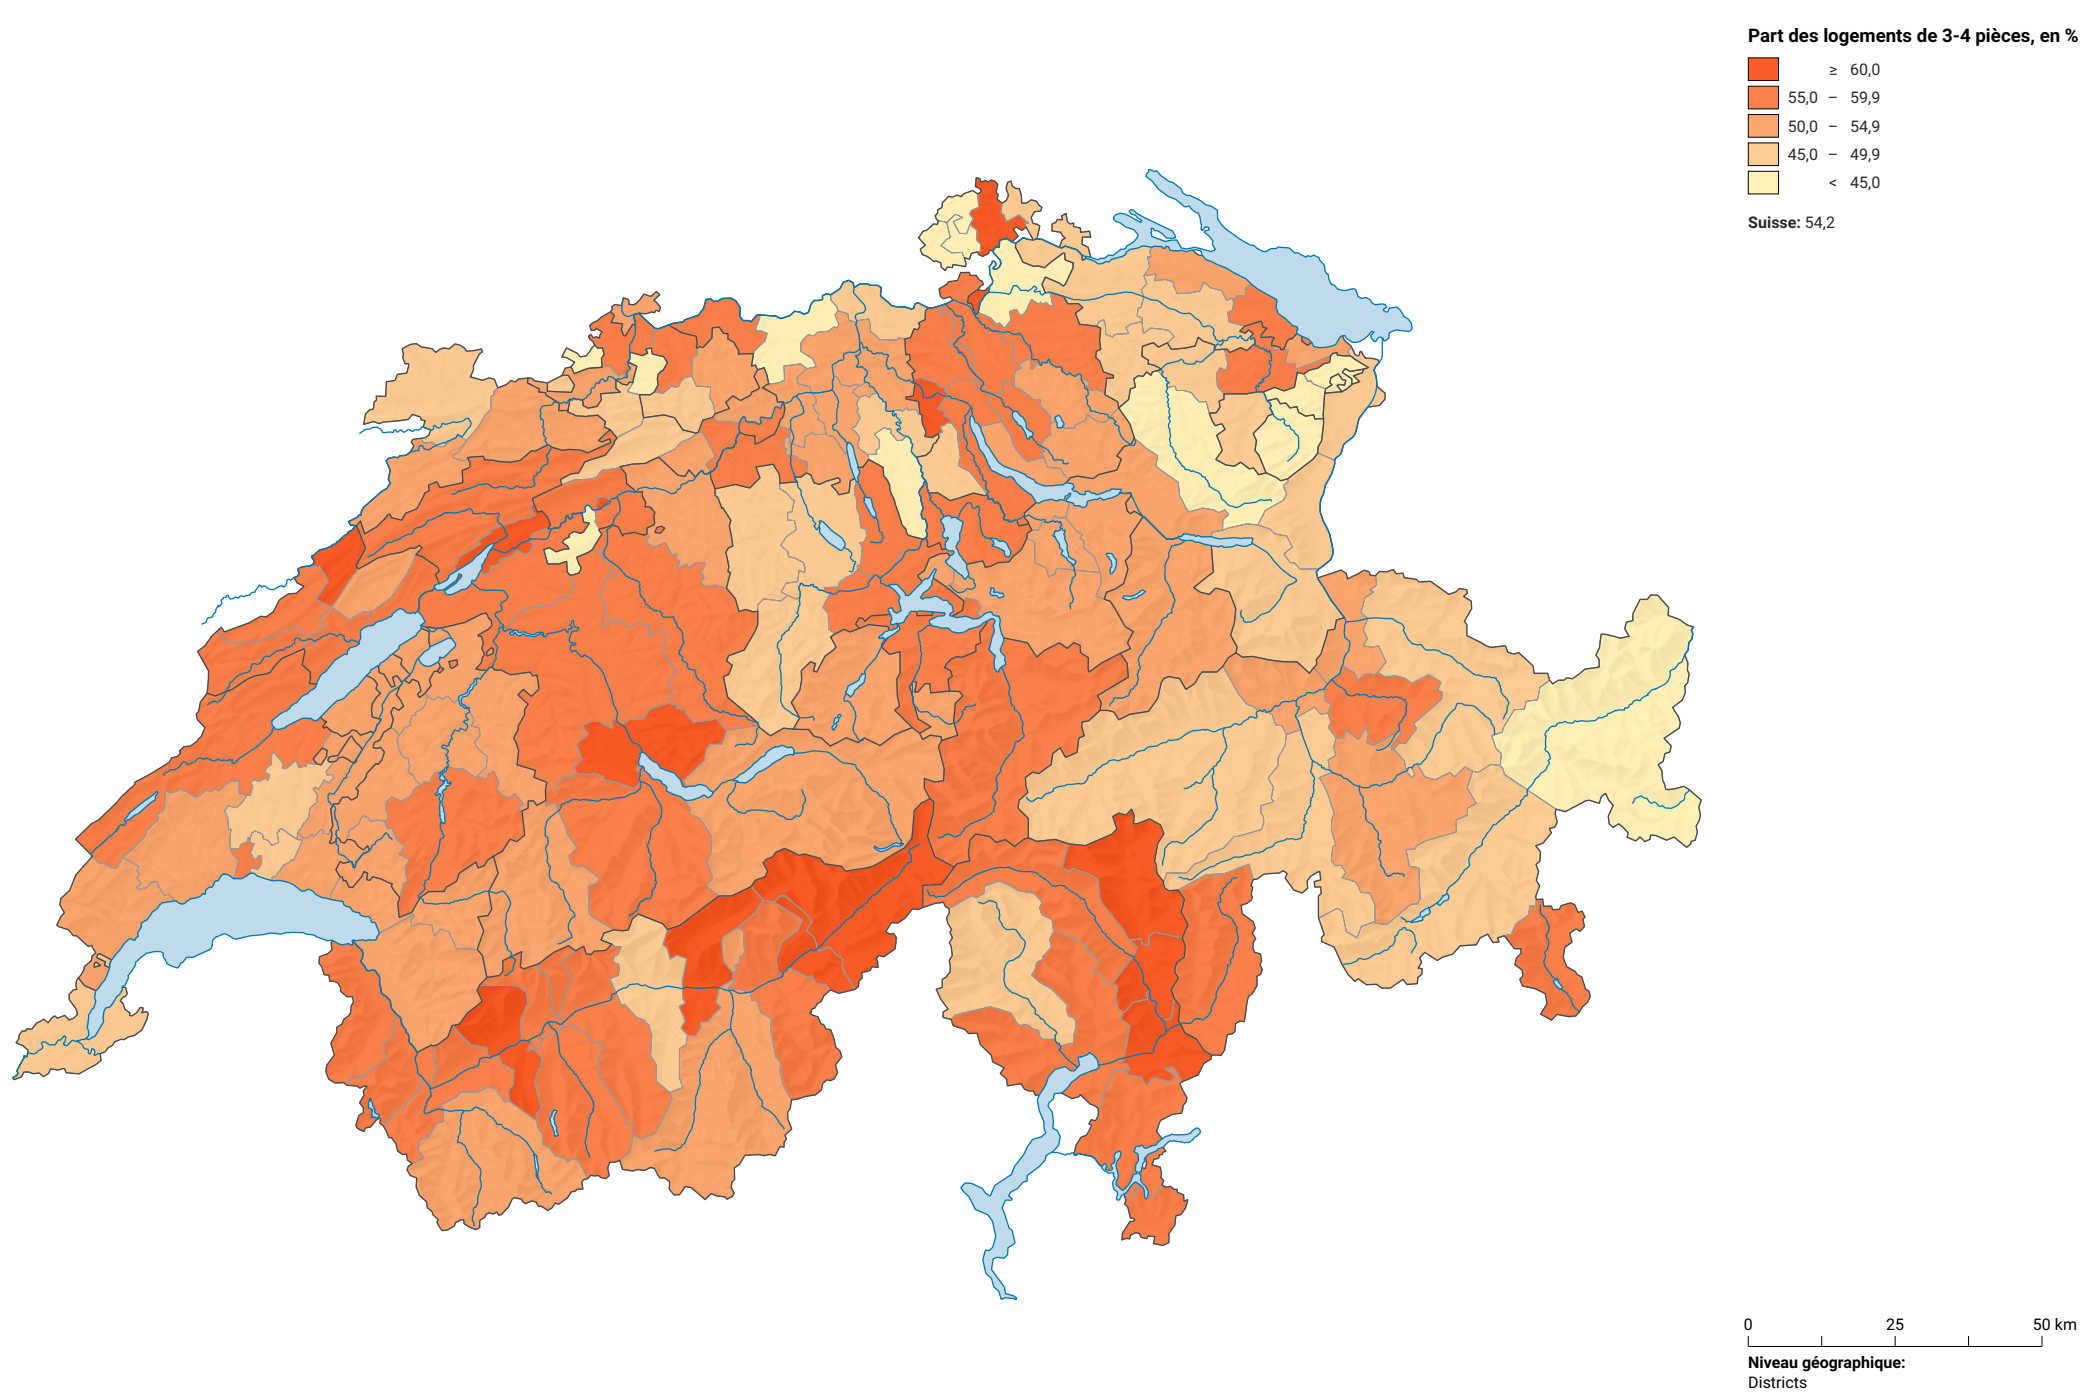 Part des logements de 3-4 pièces, en %
≥ 60,0
55,0 – 59,9
50,0 – 54,9
45,0 – 49,9
< 45,0
Suisse: 54,2
0 25 50 km
Niveau géographique:
Districts